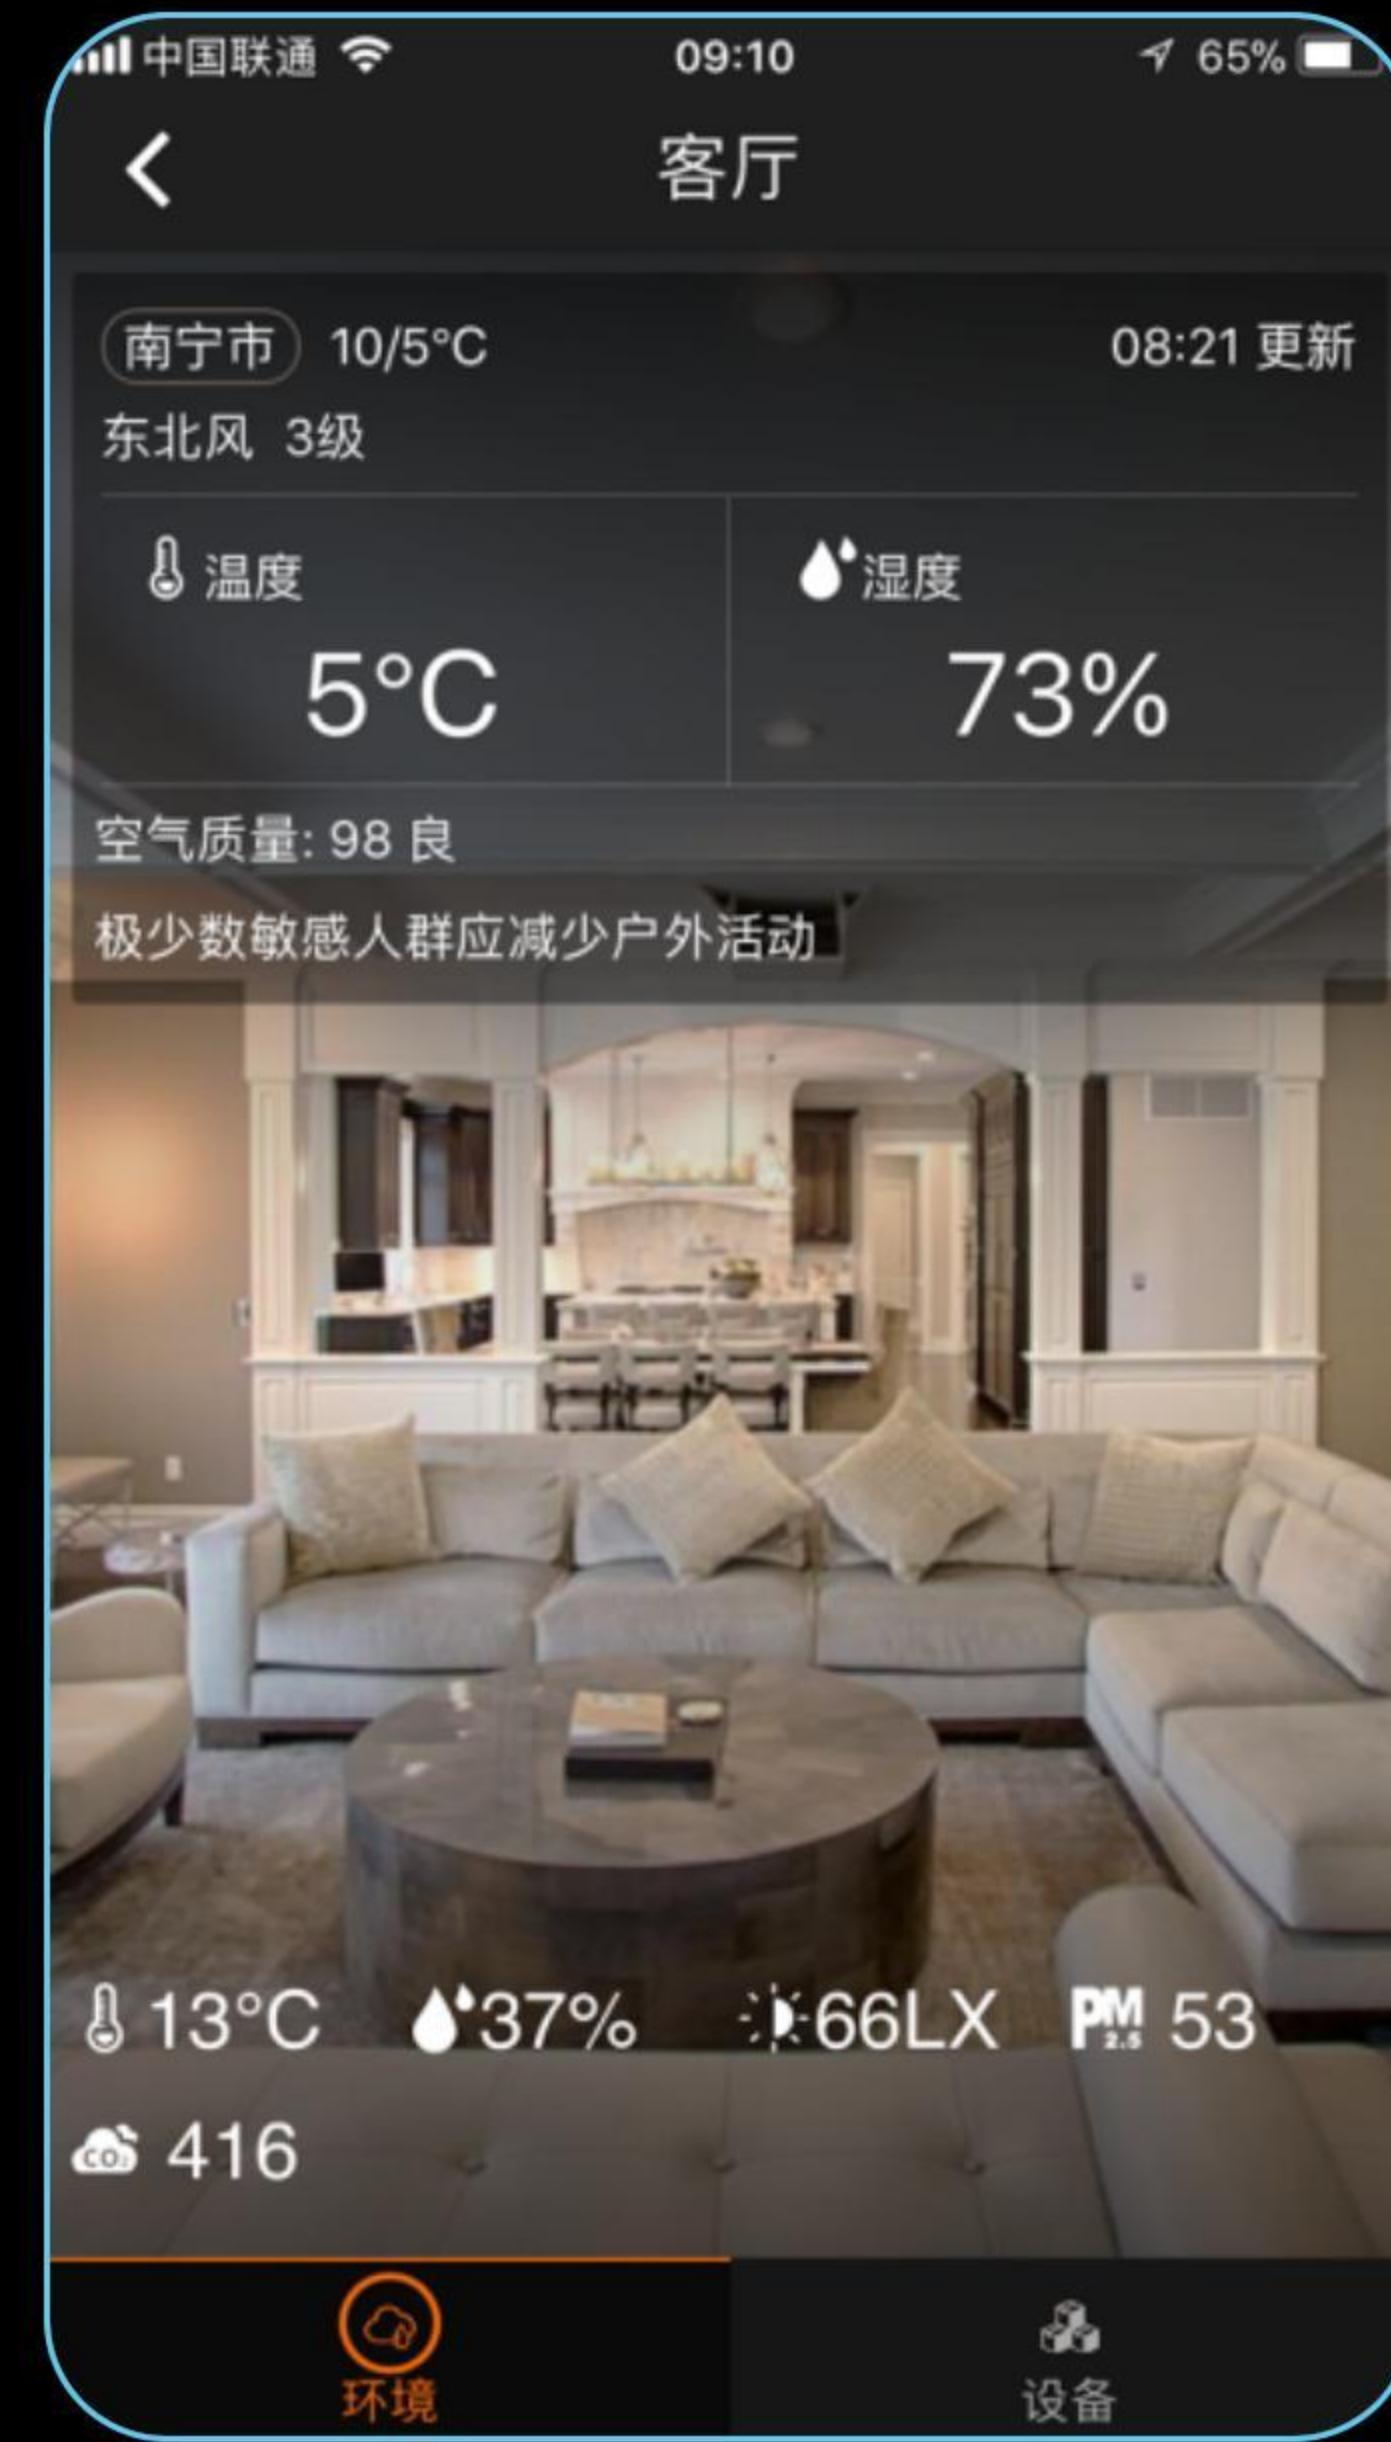 中国联通 09:10 65%
客厅
南宁市 10/5°C 08:21 更新
东北风 3级
温度 湿度
5°C 73%
空气质量: 98 良
极少数敏感人群应减少户外活动
13°C 37% 66LX PM2.5 53
CO₂ 416
环境 设备